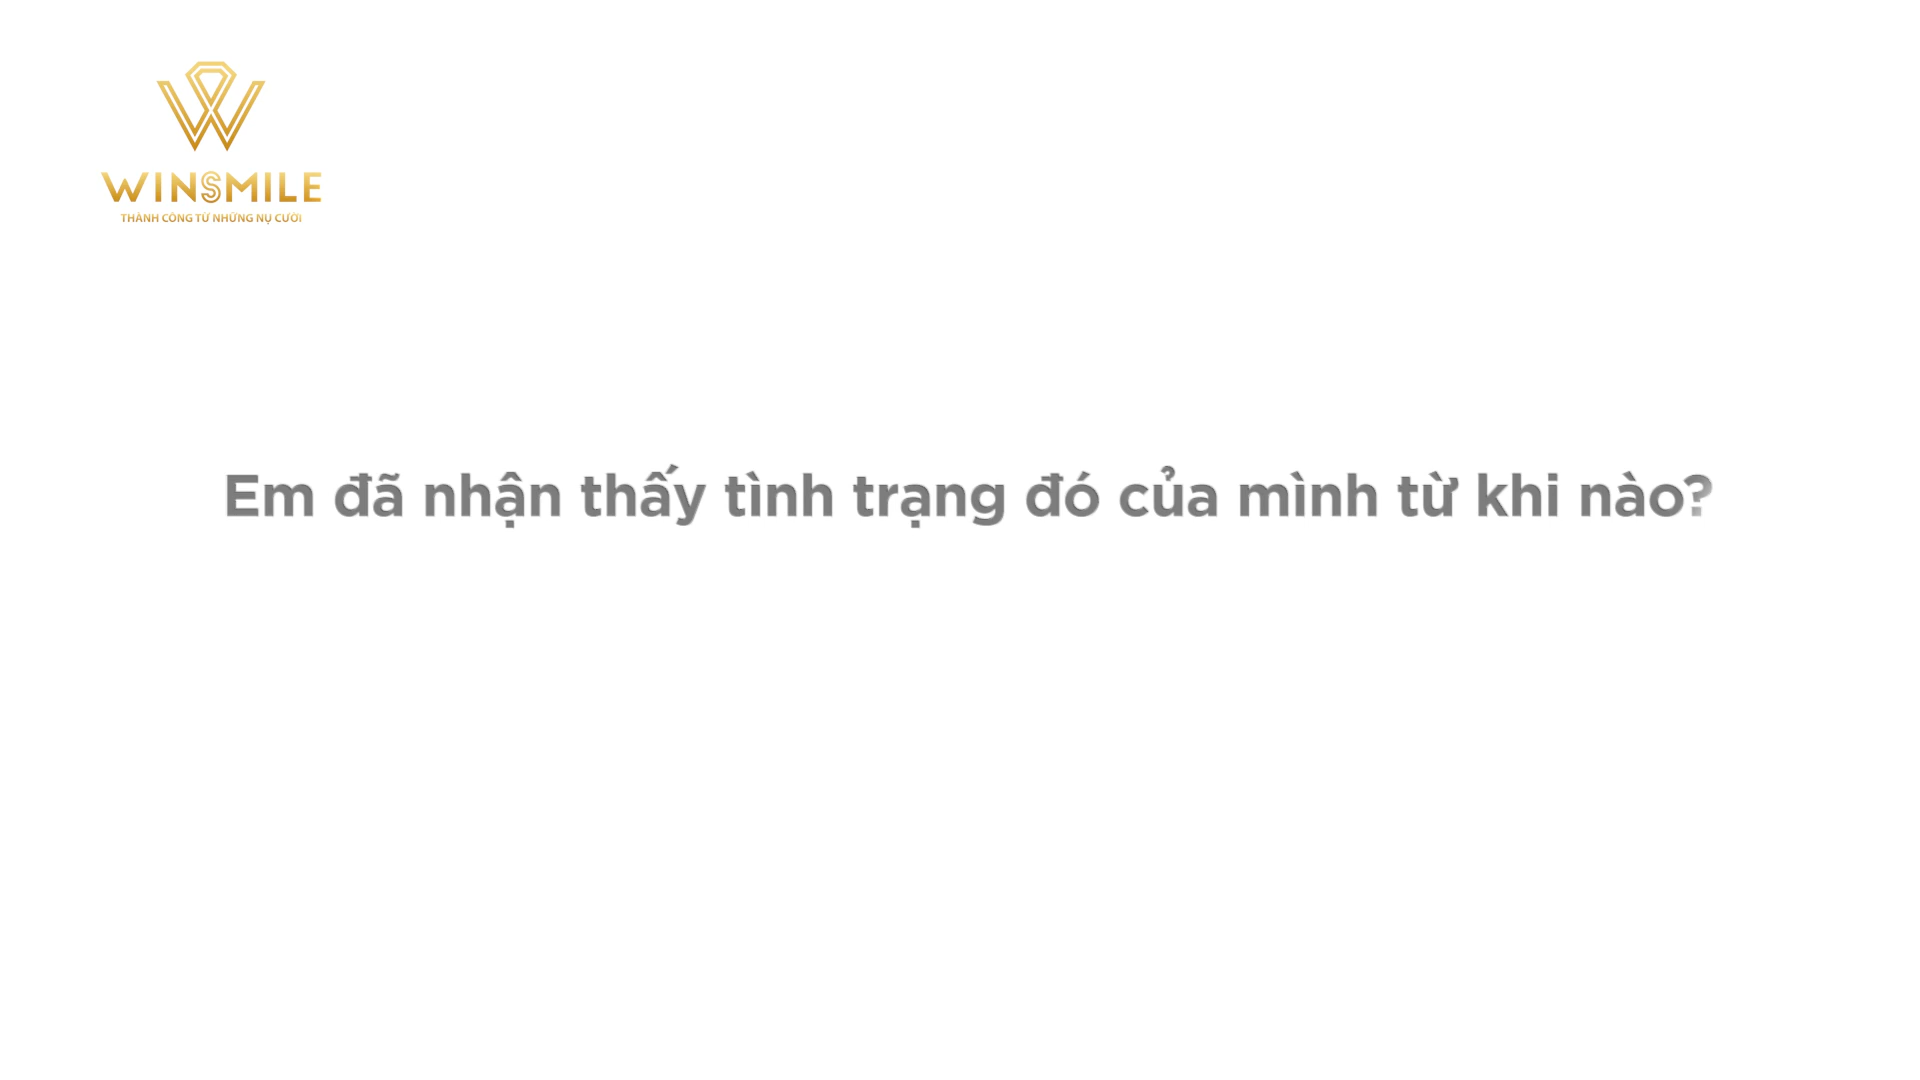 WINSMILE
THÀNH CÔNG TỪ NHỮNG NỤ CƯỜI
Em đã nhận thấy tình trạng đó của mình từ khi nào?